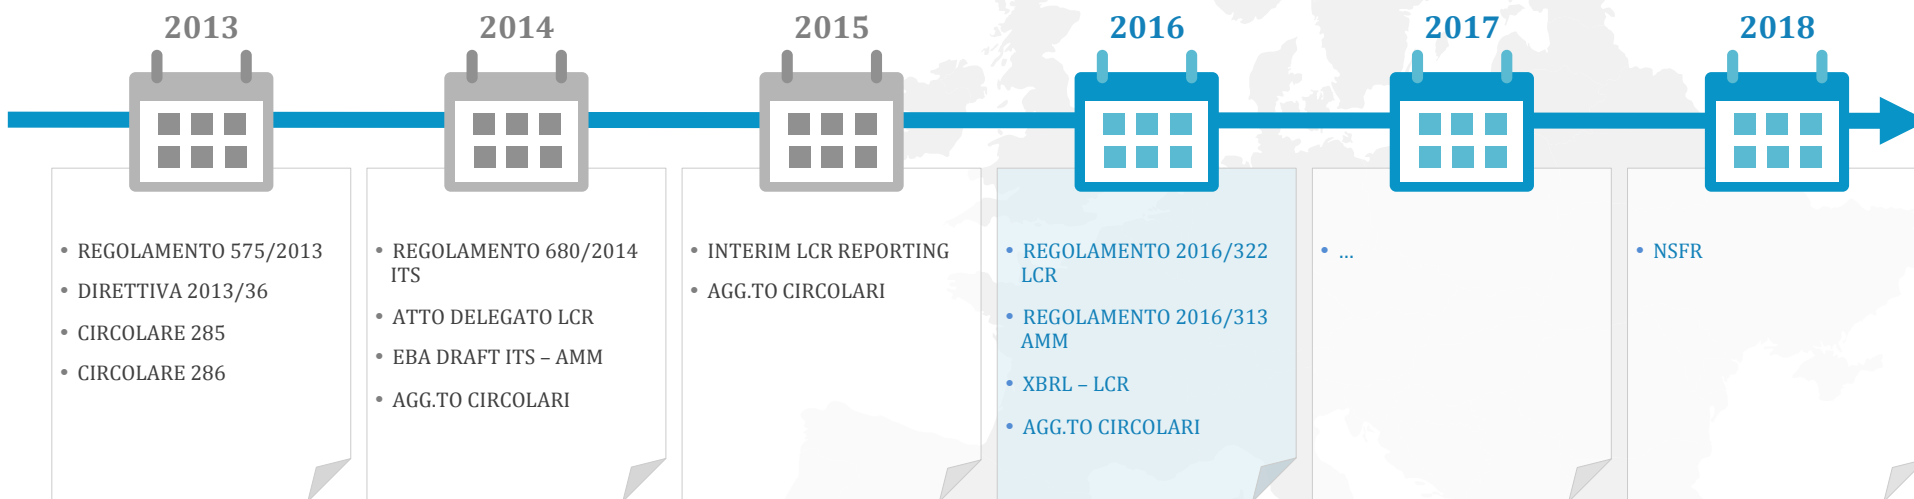 2013
2014
2015
2016
2017
2018
• REGOLAMENTO 575/2013
• DIRETTIVA 2013/36
• CIRCOLARE 285
• CIRCOLARE 286
• REGOLAMENTO 680/2014
ITS
• ATTO DELEGATO LCR
• EBA DRAFT ITS – AMM
• AGG.TO CIRCOLARI
• INTERIM LCR REPORTING
• AGG.TO CIRCOLARI
• REGOLAMENTO 2016/322
LCR
• REGOLAMENTO 2016/313
AMM
• XBRL – LCR
• AGG.TO CIRCOLARI
• ...
• NSFR